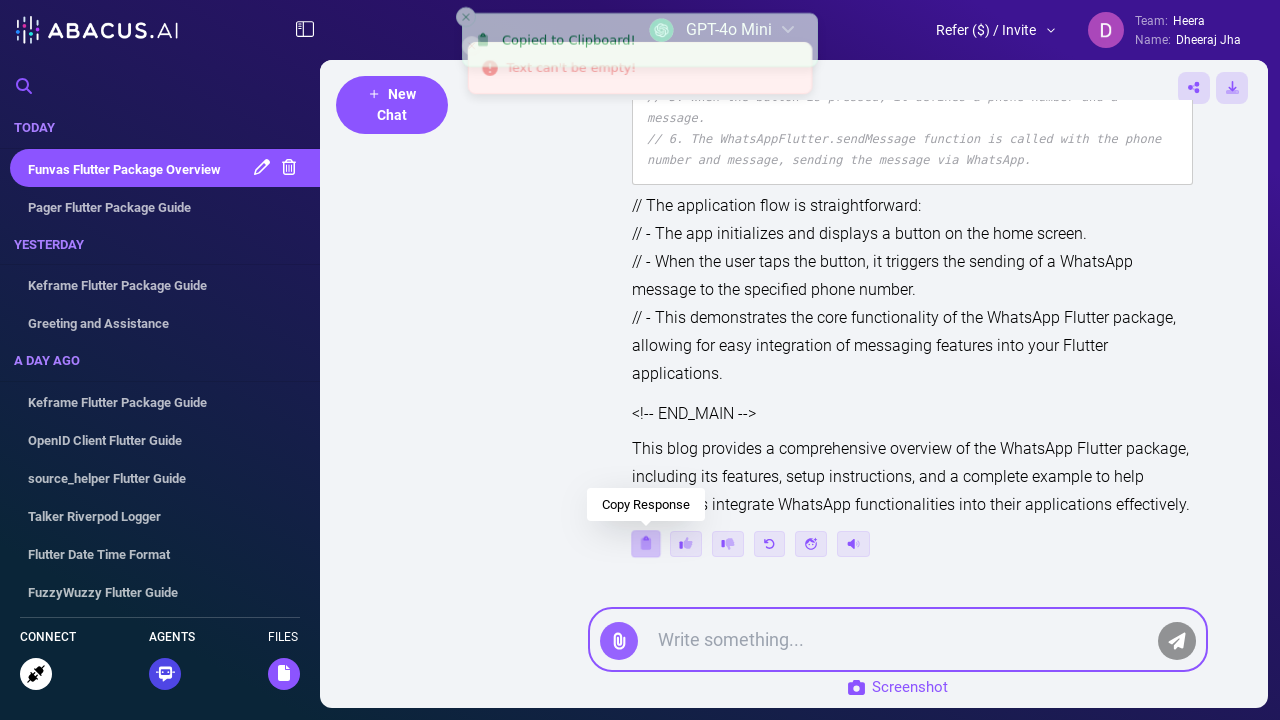 ABACUS.AI
TODAY
Funvas Flutter Package Overview
Pager Flutter Package Guide
YESTERDAY
Keframe Flutter Package Guide
Greeting and Assistance
A DAY AGO
Keframe Flutter Package Guide
OpenID Client Flutter Guide
source_helper Flutter Guide
Talker Riverpod Logger
Flutter Date Time Format
FuzzyWuzzy Flutter Guide
CONNECT
AGENTS
FILES
Copied to Clipboard!
GPT-4o Mini
Text can't be empty!
Refer ($) / Invite
D
Team: Heera
Name: Dheeraj Jha
+ New
Chat
message.
// 6. The WhatsAppFlutter.sendMessage function is called with the phone
number and message, sending the message via WhatsApp.
// The application flow is straightforward:
// - The app initializes and displays a button on the home screen.
// - When the user taps the button, it triggers the sending of a WhatsApp
message to the specified phone number.
// - This demonstrates the core functionality of the WhatsApp Flutter package,
allowing for easy integration of messaging features into your Flutter
applications.
<!-- END_MAIN -->
This blog provides a comprehensive overview of the WhatsApp Flutter package,
including its features, setup instructions, and a complete example to help
integrate WhatsApp functionalities into their applications effectively.
Copy Response
Write something...
Screenshot